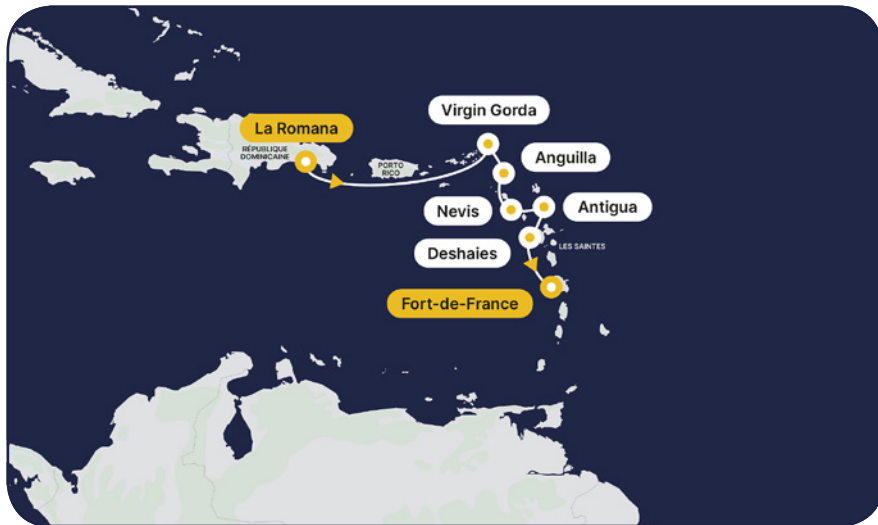 Virgin Gorda
La Romana
RÉPUBLIQUE
DOMINICAINE
PORTO
RICO
Anguilla
Nevis
Antigua
Deshaies
LES SAINTES
Fort-de-France